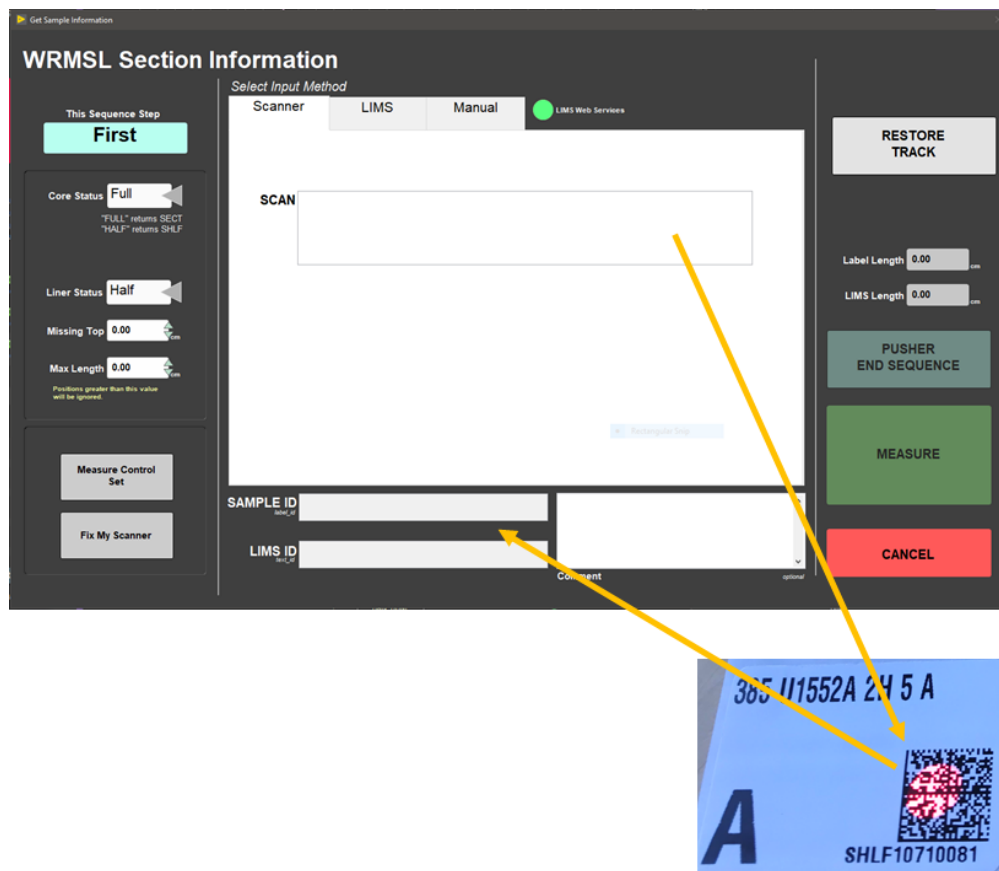 Get Sample Information
WRMSL Section Information
Select Input Method
Scanner
LIMS
Manual
LIMS Web Services
This Sequence Step
First
Core Status
Full
"FULL" returns SECT
"HALF" returns SHLF
Liner Status
Half
Missing Top
0.00
cm
Max Length
0.00
cm
Positions greater than this value
will be ignored.
Measure Control
Set
Fix My Scanner
SCAN
Rectangular Snip
SAMPLE ID
label_id
LIMS ID
text_id
Comment
optional
RESTORE
TRACK
Label Length
0.00
cm
LIMS Length
0.00
cm
PUSHER
END SEQUENCE
MEASURE
CANCEL
385 U1552A 2H 5 A
A
SHLF10710081